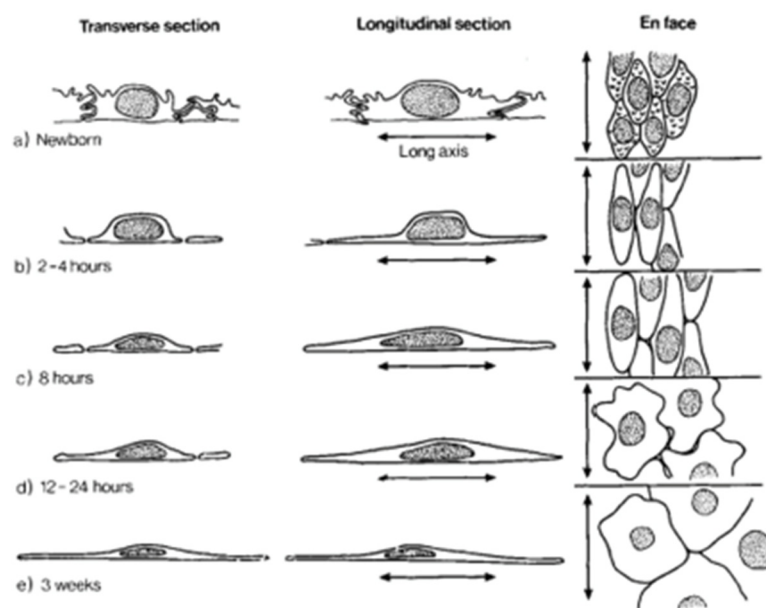 Transverse section
Longitudinal section
En face
a) Newborn
Long axis
b) 2-4 hours
c) 8 hours
d) 12-24 hours
e) 3 weeks